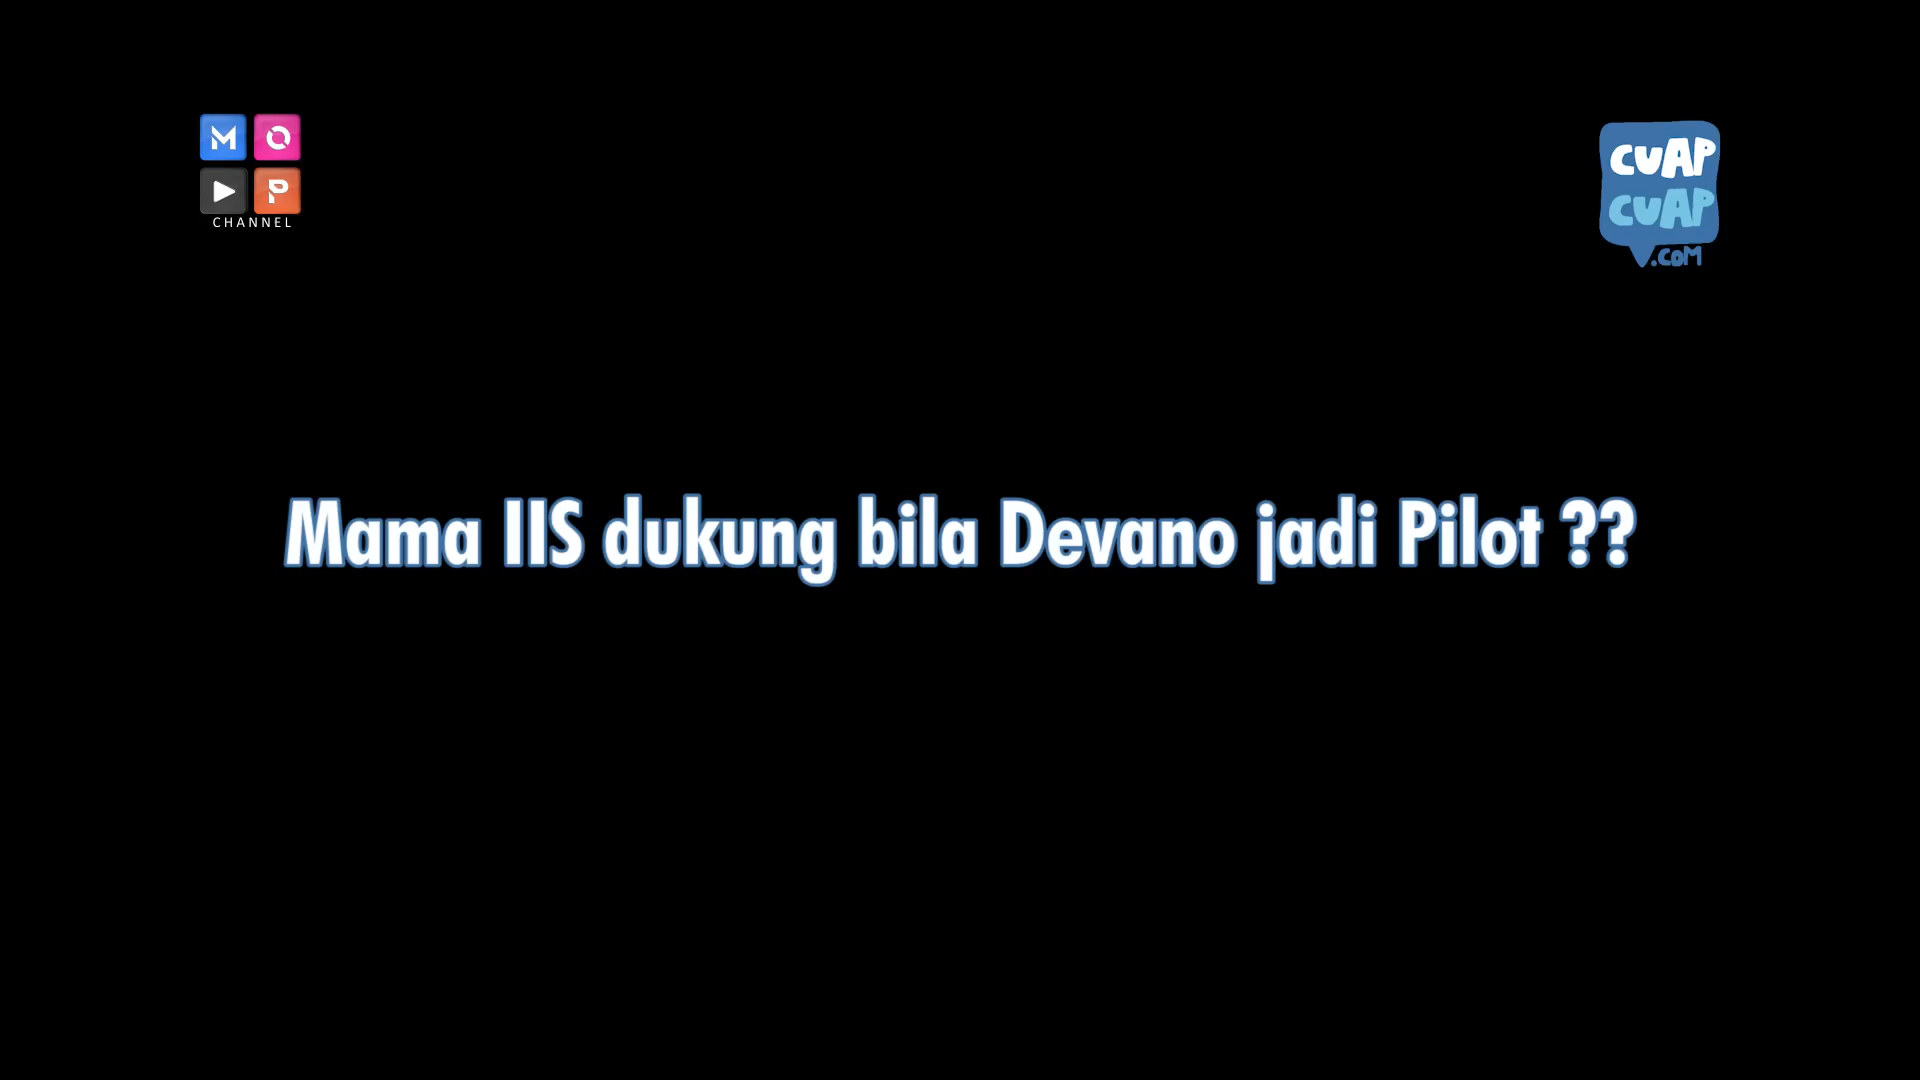 M O
P
CHANNEL
CUAP
CUAP
.COM
Mama IIS dukung bila Devano jadi Pilot ??